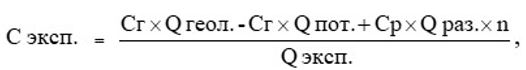 С эксп. = Сг × Q геол. - Сг × Q пот. + Ср × Q раз. × n
Q эксп. ,